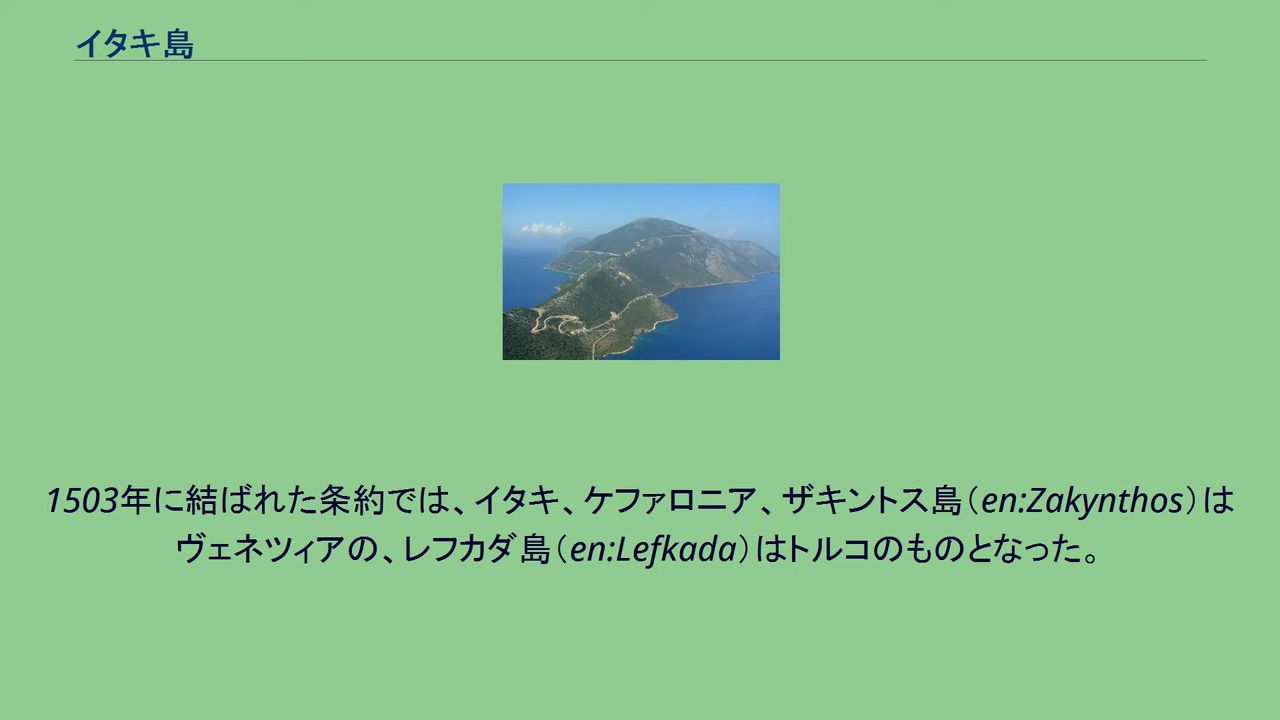 イタキ島
1503年に結ばれた条約では、イタキ、ケファロニア、ザキントス島（en:Zakynthos）は
ヴェネツィアの、レフカダ島（en:Lefkada）はトルコのものとなった。